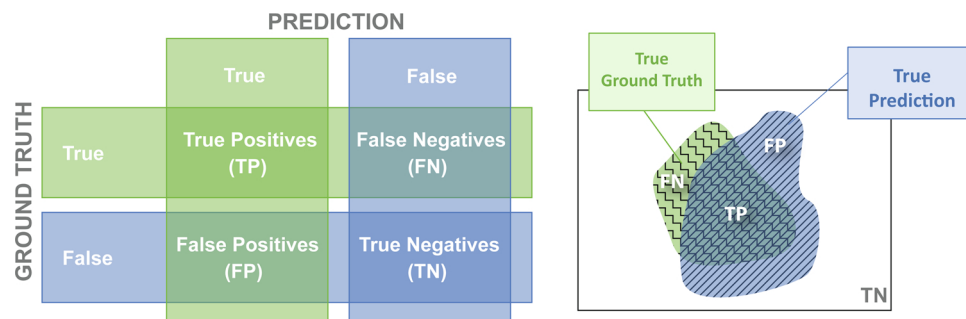 PREDICTION
GROUND TRUTH
True
False
True
True Positives
(TP)
False Negatives
(FN)
False
False Positives
(FP)
True Negatives
(TN)
True
Ground Truth
True
Prediction
FP
FN
TP
TN